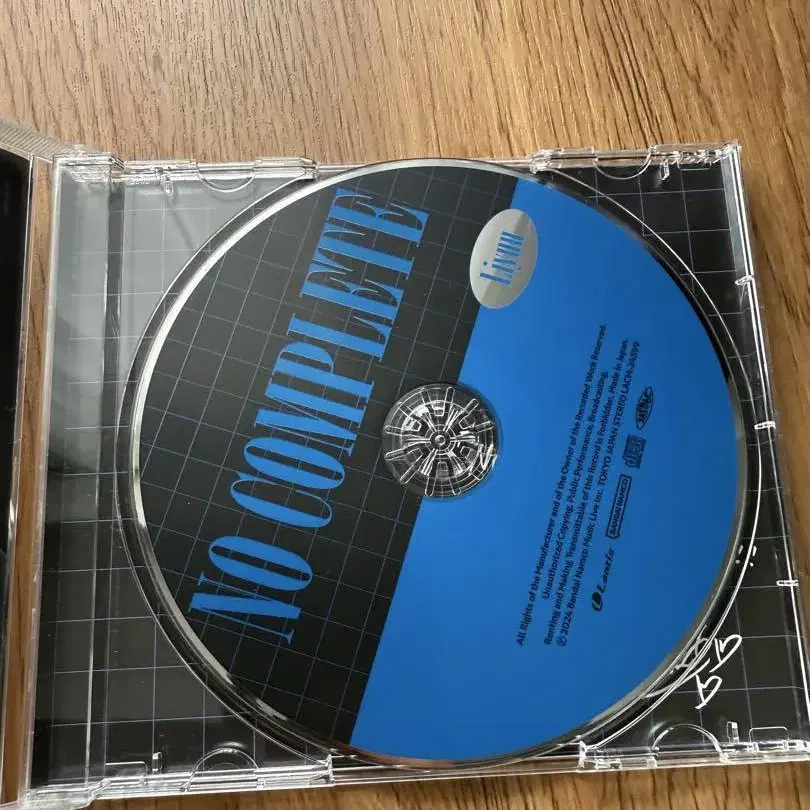 NO COMPLETE
Liyuu
All Rights of the Manufacturer and of the Owner of the Recorded Work Reserved.
Unauthorized Copying, Public Performance, Broadcasting,
Renting and Making Transmittable of this Record is Forbidden. Made in Japan.
Ⓟ2024 Bandai Namco Music Live Inc. TOKYO JAPAN STEREO LACM-24599
Lantis
BANDAI NAMCO